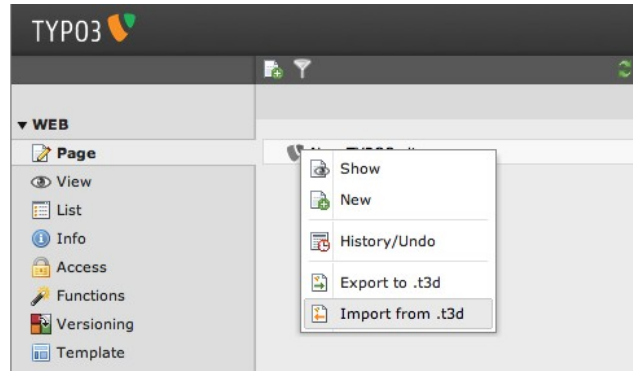 TYPO3
WEB
Page
View
List
Info
Access
Functions
Versioning
Template
Show
New
History/Undo
Export to .t3d
Import from .t3d